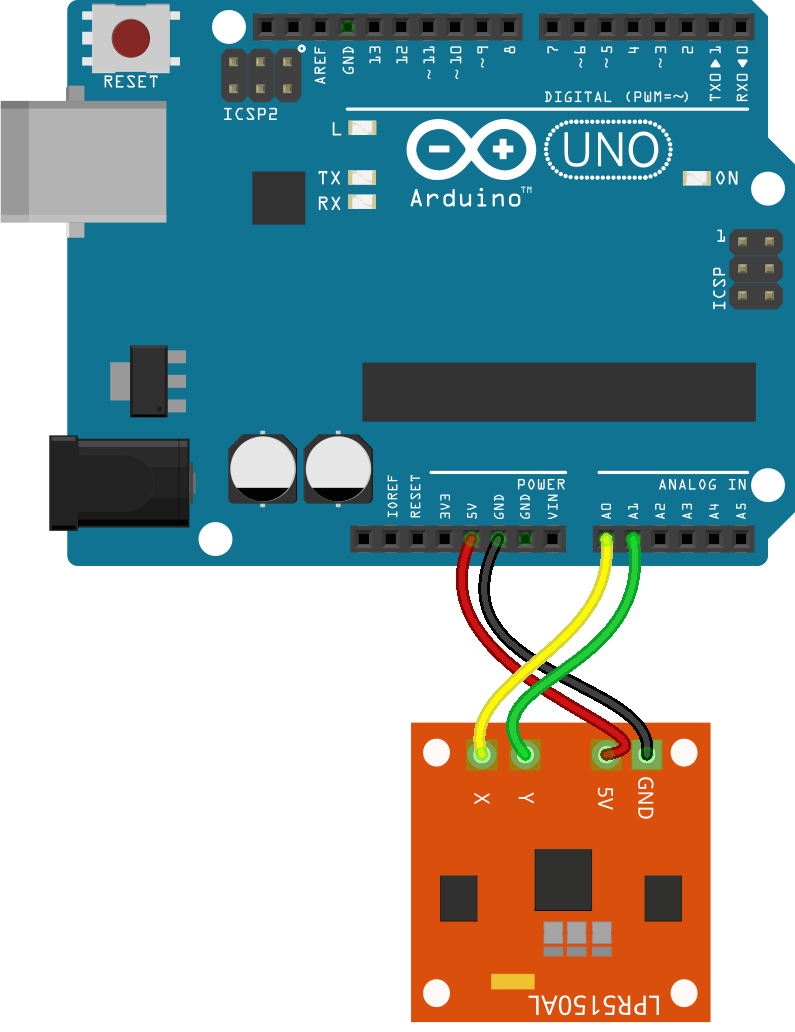 RESET
ICSP2
AREF
GND
13
12
~11
~10
~9
8
7
~6
~5
4
~3
2
TX0▶1
RX0◀0
DIGITAL (PWM=~)
L
TX
RX
Arduino™
UNO
ON
1
ICSP
POWER
ANALOG IN
IOREF
RESET
3V3
5V
GND
GND
VIN
A0
A1
A2
A3
A4
A5
X
Y
5V
GND
LPR5150AL